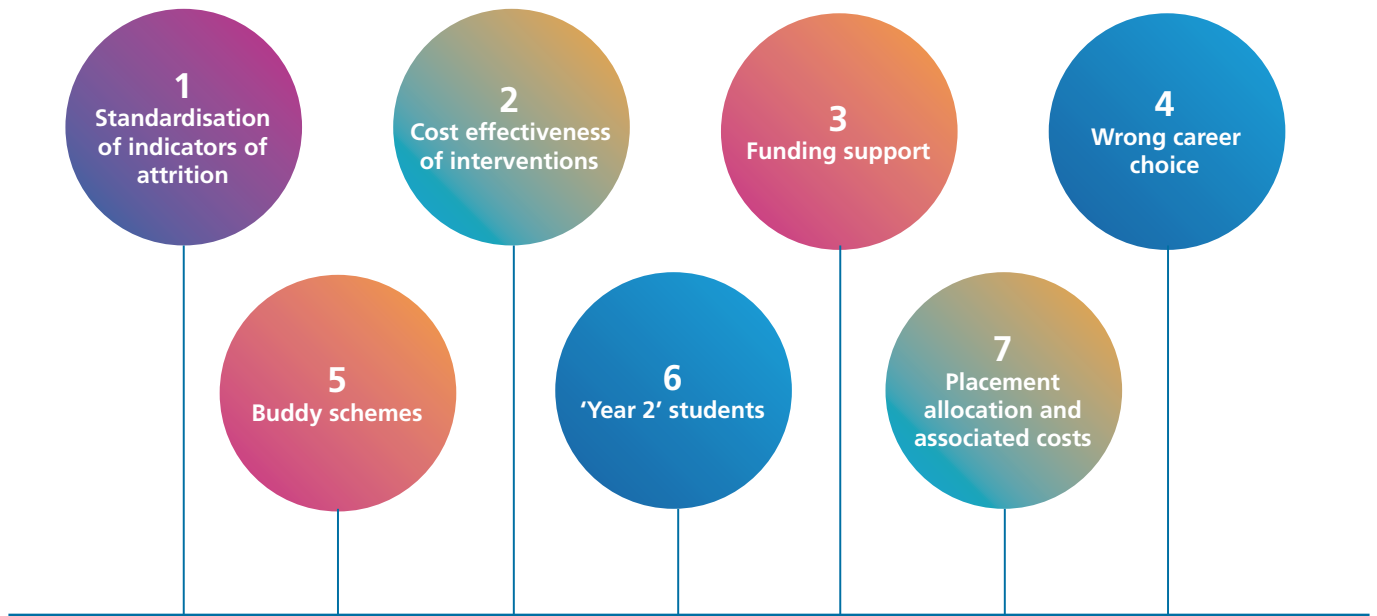 1
Standardisation
of indicators of
attrition
2
Cost effectiveness
of interventions
3
Funding support
4
Wrong career
choice
5
Buddy schemes
6
‘Year 2’ students
7
Placement
allocation and
associated costs